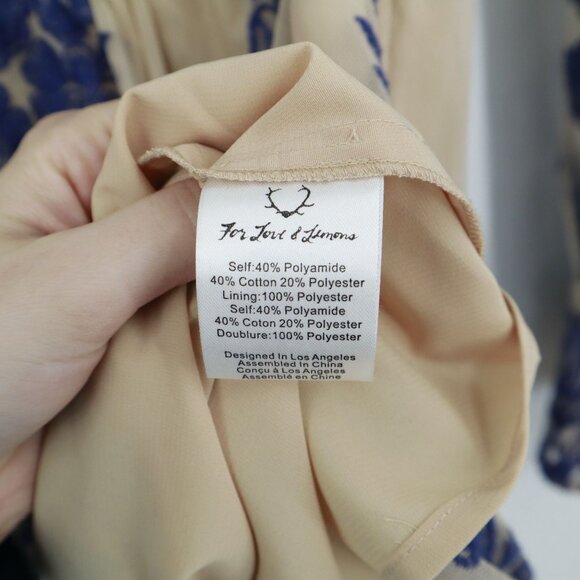 For Love & Lemons
Self:40% Polyamide
40% Cotton 20% Polyester
Lining:100% Polyester
Self:40% Polyamide
40% Coton 20% Polyester
Doublure:100% Polyester
Designed In Los Angeles
Assembled In China
Conçu à Los Angeles
Assemblé en Chine